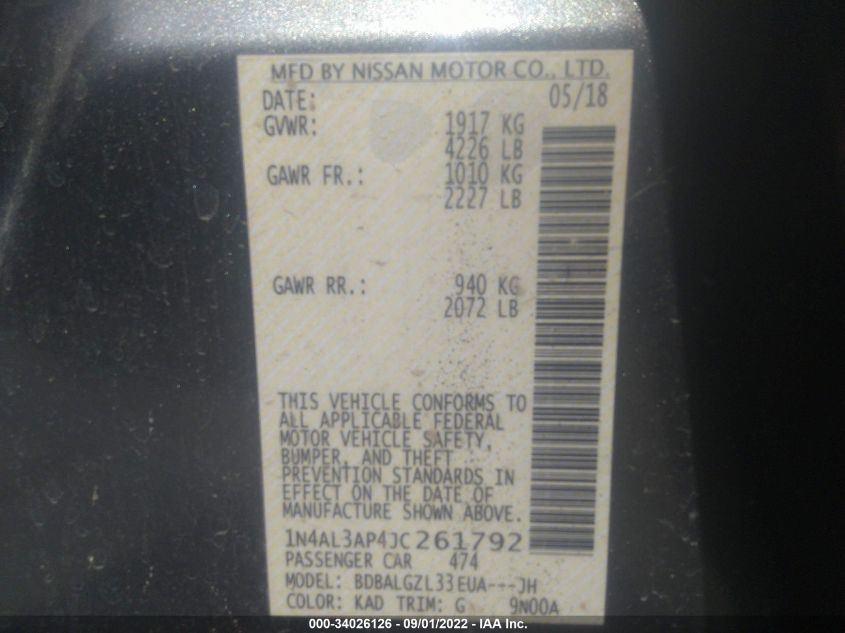 MFD BY NISSAN MOTOR CO., LTD.
DATE: 05/18
GVWR: 1917 KG
4226 LB
GAWR FR.: 1010 KG
2227 LB
GAWR RR.: 940 KG
2072 LB
THIS VEHICLE CONFORMS TO
ALL APPLICABLE FEDERAL
MOTOR VEHICLE SAFETY,
BUMPER, AND THEFT
PREVENTION STANDARDS IN
EFFECT ON THE DATE OF
MANUFACTURE SHOWN ABOVE.
1N4AL3AP4JC261792
PASSENGER CAR 474
MODEL: BDBALGZL33EUA---JH
COLOR: KAD TRIM: G 9N00A
000-34026126 - 09/01/2022 - IAA Inc.